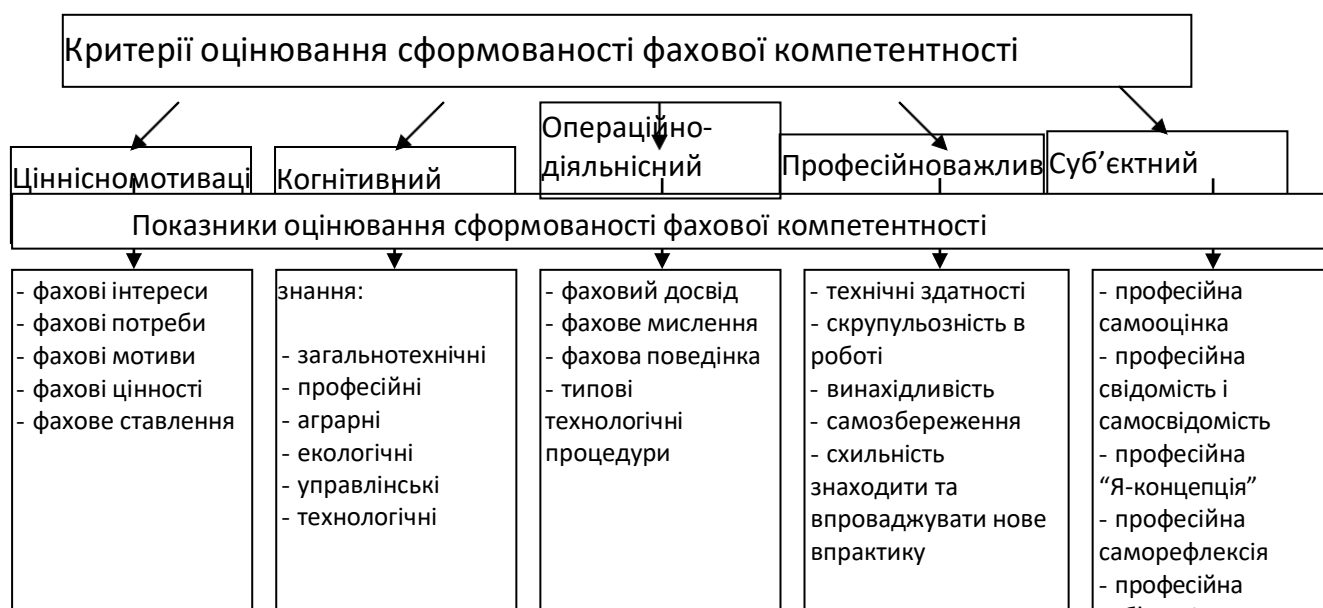 Критерії оцінювання сформованості фахової компетентності
Ціннісномотиваці
Когнітивний
Операційно-
діяльнісний
Професійноважлив
Суб’єктний
Показники оцінювання сформованості фахової компетентності
- фахові інтереси
- фахові потреби
- фахові мотиви
- фахові цінності
- фахове ставлення
знання:
- загальнотехнічні
- професійні
- аграрні
- екологічні
- управлінські
- технологічні
- фаховий досвід
- фахове мислення
- фахова поведінка
- типові
технологічні
процедури
- технічні здатності
- скрупульозність в
роботі
- винахідливість
- самозбереження
- схильність
знаходити та
впроваджувати нове
впрактику
- професійна
самооцінка
- професійна
свідомість і
самосвідомість
- професійна
“Я-концепція”
- професійна
саморефлексія
- професійна